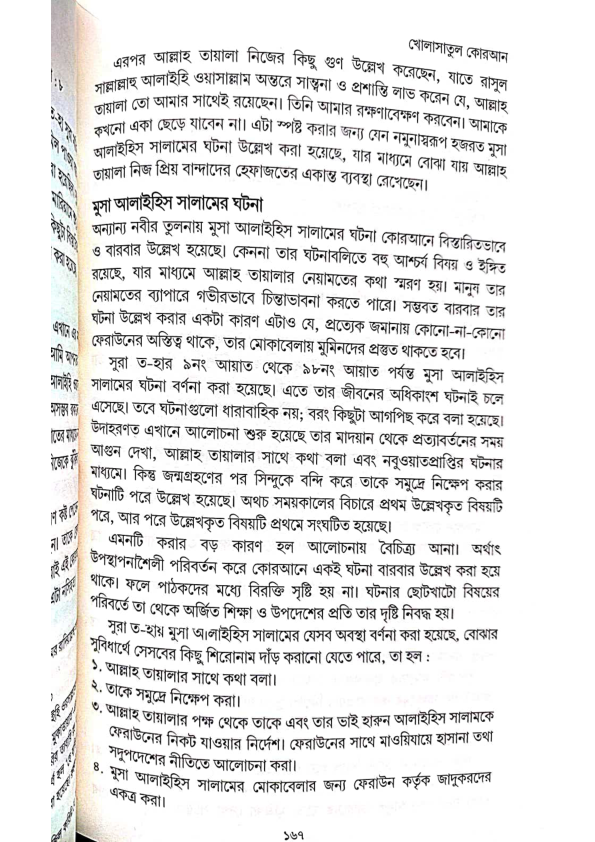 খোলাসাতুল কোরআন
এরপর আল্লাহ তায়ালা নিজের কিছু গুণ উল্লেখ করেছেন, যাতে রাসুল
সাল্লাল্লাহু আলাইহি ওয়াসাল্লাম অন্তরে সান্ত্বনা ও প্রশান্তি লাভ করেন যে, আল্লাহ
তায়ালা তো আমার সাথেই রয়েছেন। তিনি আমার রক্ষণাবেক্ষণ করবেন। আমাকে
কখনো একা ছেড়ে যাবেন না। এটা স্পষ্ট করার জন্য যেন নমুনাস্বরূপ হজরত মুসা
আলাইহিস সালামের ঘটনা উল্লেখ করা হয়েছে, যার মাধ্যমে বোঝা যায় আল্লাহ
তায়ালা নিজ প্রিয় বান্দাদের হেফাজতের একান্ত ব্যবস্থা রেখেছেন।
মুসা আলাইহিস সালামের ঘটনা
অন্যান্য নবীর তুলনায় মুসা আলাইহিস সালামের ঘটনা কোরআনে বিস্তারিতভাবে
ও বারবার উল্লেখ হয়েছে। কেননা তার ঘটনাবলিতে বহু আশ্চর্য বিষয় ও ইঙ্গিত
রয়েছে, যার মাধ্যমে আল্লাহ তায়ালার নেয়ামতের কথা স্মরণ হয়। মানুষ তার
নেয়ামতের ব্যাপারে গভীরভাবে চিন্তাভাবনা করতে পারে। সম্ভবত বারবার তার
ঘটনা উল্লেখ করার একটা কারণ এটাও যে, প্রত্যেক জমানায় কোনো-না-কোনো
ফেরাউনের অস্তিত্ব থাকে, তার মোকাবেলায় মুমিনদের প্রস্তুত থাকতে হবে।
সুরা ত-হার ৯নং আয়াত থেকে ৯৮নং আয়াত পর্যন্ত মুসা আলাইহিস
সালামের ঘটনা বর্ণনা করা হয়েছে। এতে তার জীবনের অধিকাংশ ঘটনাই চলে
এসেছে। তবে ঘটনাগুলো ধারাবাহিক নয়; বরং কিছুটা আগপিছ করে বলা হয়েছে।
উদাহরণত এখানে আলোচনা শুরু হয়েছে তার মাদয়ান থেকে প্রত্যাবর্তনের সময়
আগুন দেখা, আল্লাহ তায়ালার সাথে কথা বলা এবং নবুওয়াতপ্রাপ্তির ঘটনার
মাধ্যমে। কিন্তু জন্মগ্রহণের পর সিন্দুকে বন্দি করে তাকে সমুদ্রে নিক্ষেপ করার
ঘটনাটি পরে উল্লেখ হয়েছে। অথচ সময়কালের বিচারে প্রথম উল্লেখকৃত বিষয়টি
পরে, আর পরে উল্লেখকৃত বিষয়টি প্রথমে সংঘটিত হয়েছে।
এমনটি করার বড় কারণ হল আলোচনায় বৈচিত্র্য আনা। অর্থাৎ
উপস্থাপনাশৈলী পরিবর্তন করে কোরআনে একই ঘটনা বারবার উল্লেখ করা হয়ে
থাকে। ফলে পাঠকদের মধ্যে বিরক্তি সৃষ্টি হয় না। ঘটনার ছোটখাটো বিষয়ের
পরিবর্তে তা থেকে অর্জিত শিক্ষা ও উপদেশের প্রতি তার দৃষ্টি নিবদ্ধ হয়।
সুরা ত-হায় মুসা আলাইহিস সালামের যেসব অবস্থা বর্ণনা করা হয়েছে, বোঝার
সুবিধার্থে সেসবের কিছু শিরোনাম দাঁড় করানো যেতে পারে, তা হল :
১. আল্লাহ তায়ালার সাথে কথা বলা।
২. তাকে সমুদ্রে নিক্ষেপ করা।
৩. আল্লাহ তায়ালার পক্ষ থেকে তাকে এবং তার ভাই হারুন আলাইহিস সালামকে
ফেরাউনের নিকট যাওয়ার নির্দেশ। ফেরাউনের সাথে মাওয়িযায়ে হাসানা তথা
সদুপদেশের নীতিতে আলোচনা করা।
৪. মুসা আলাইহিস সালামের মোকাবেলার জন্য ফেরাউন কর্তৃক জাদুকরদের
একত্র করা।
১৬৭